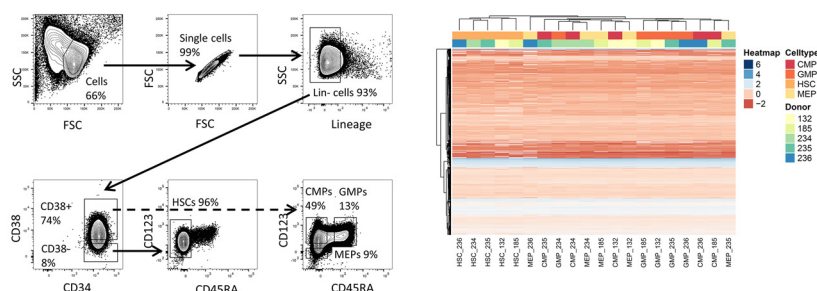 SSC
Cells
66%
FSC
Single cells
99%
FSC
FSC
SSC
Lin- cells 93%
Lineage
CD38
CD38+
74%
CD38-
8%
CD34
HSCs 96%
CD123
CD45RA
CMPs
49%
GMPs
13%
CD123
MEPs 9%
CD45RA
Heatmap
6
4
2
0
−2
Celltype
CMP
GMP
HSC
MEP
Donor
132
185
234
235
236
HSC_236
HSC_234
HSC_235
HSC_132
HSC_185
MEP_236
CMP_235
GMP_234
CMP_234
MEP_234
MEP_185
CMP_132
MEP_132
GMP_185
GMP_132
GMP_235
GMP_236
CMP_236
CMP_185
MEP_235